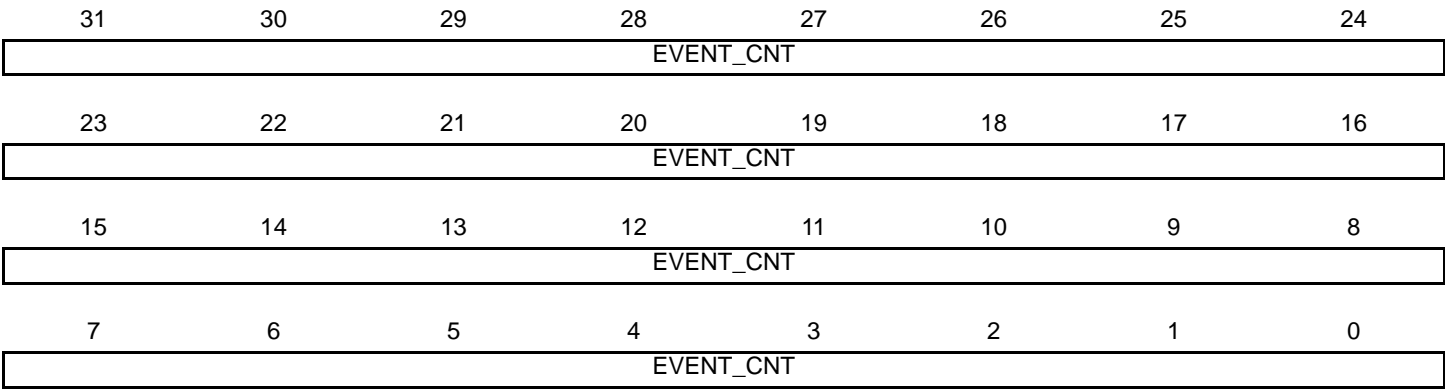 31 30 29 28 27 26 25 24
EVENT_CNT
23 22 21 20 19 18 17 16
EVENT_CNT
15 14 13 12 11 10 9 8
EVENT_CNT
7 6 5 4 3 2 1 0
EVENT_CNT